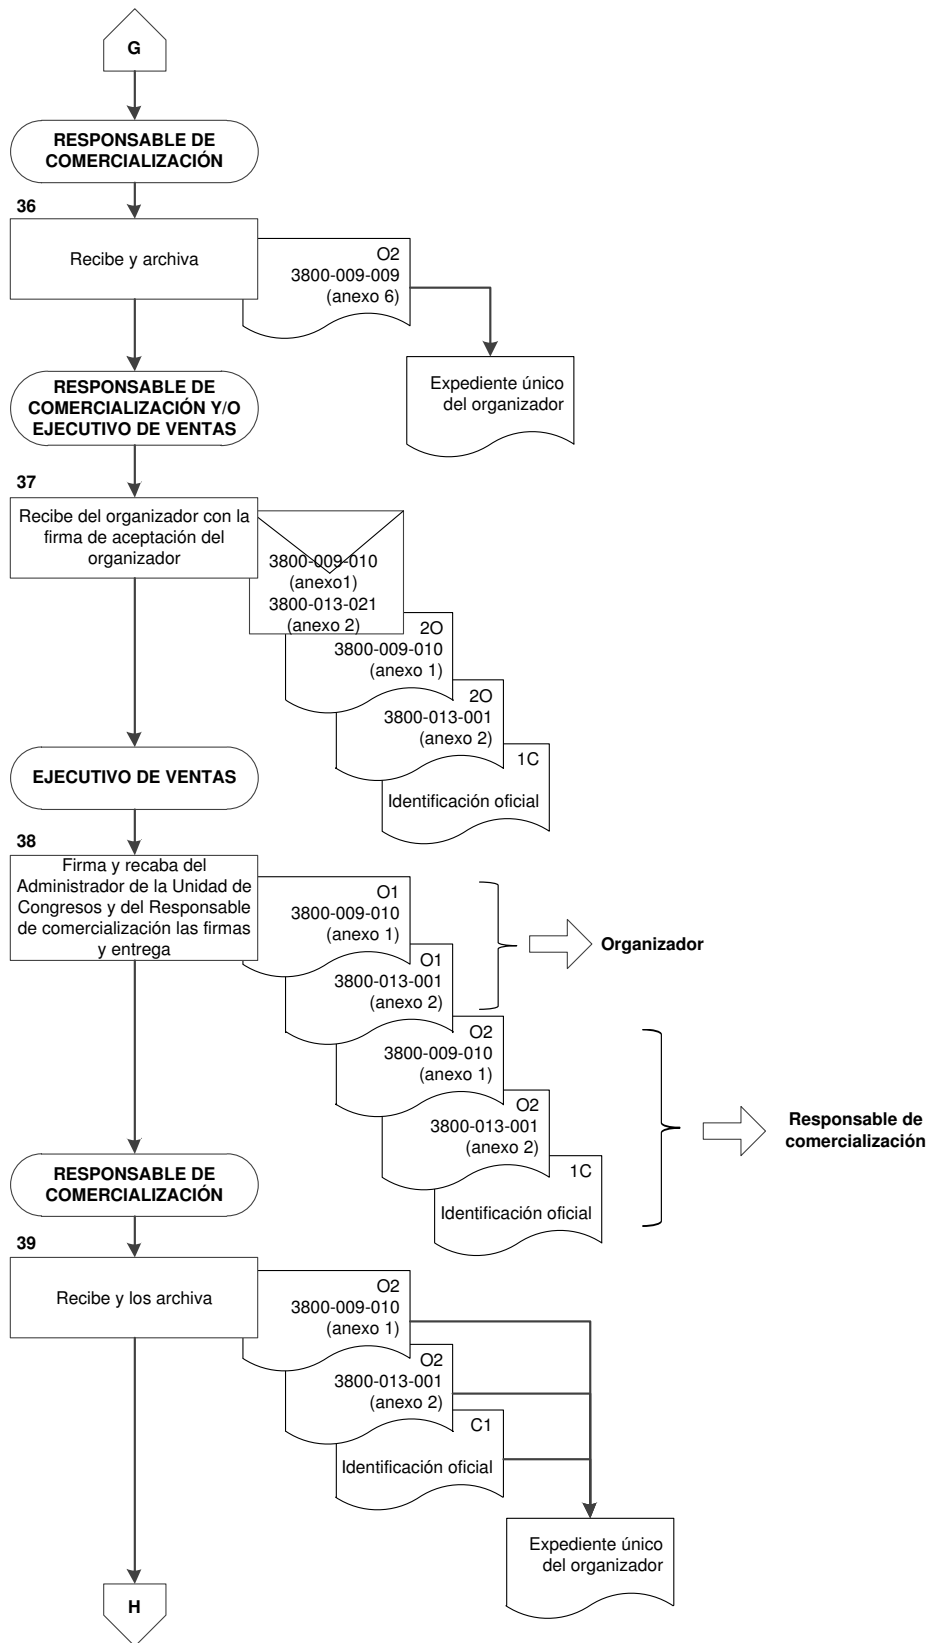 G
RESPONSABLE DE
COMERCIALIZACIÓN
36
Recibe y archiva
O2
3800-009-009
(anexo 6)
Expediente único
del organizador
RESPONSABLE DE
COMERCIALIZACIÓN Y/O
EJECUTIVO DE VENTAS
37
Recibe del organizador con la
firma de aceptación del
organizador
3800-009-010
(anexo1)
3800-013-021
(anexo 2)
2O
3800-009-010
(anexo 1)
2O
3800-013-001
(anexo 2)
1C
Identificación oficial
EJECUTIVO DE VENTAS
38
Firma y recaba del
Administrador de la Unidad de
Congresos y del Responsable
de comercialización las firmas
y entrega
O1
3800-009-010
(anexo 1)
O1
3800-013-001
(anexo 2)
Organizador
O2
3800-009-010
(anexo 1)
O2
3800-013-001
(anexo 2)
1C
Identificación oficial
Responsable de
comercialización
RESPONSABLE DE
COMERCIALIZACIÓN
39
Recibe y los archiva
O2
3800-009-010
(anexo 1)
O2
3800-013-001
(anexo 2)
C1
Identificación oficial
Expediente único
del organizador
H